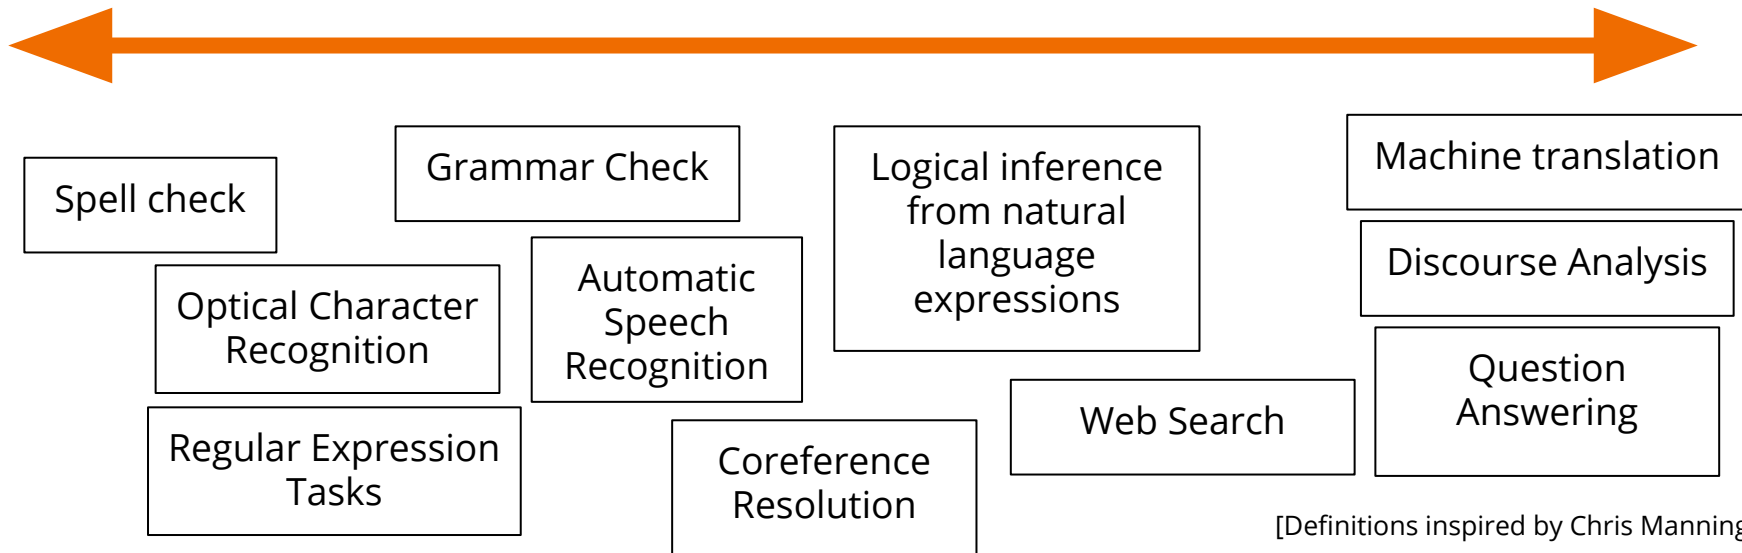 Spell check
Grammar Check
Optical Character
Recognition
Regular Expression
Tasks
Automatic
Speech
Recognition
Coreference
Resolution
Logical inference
from natural
language
expressions
Web Search
Machine translation
Discourse Analysis
Question
Answering
[Definitions inspired by Chris Manning